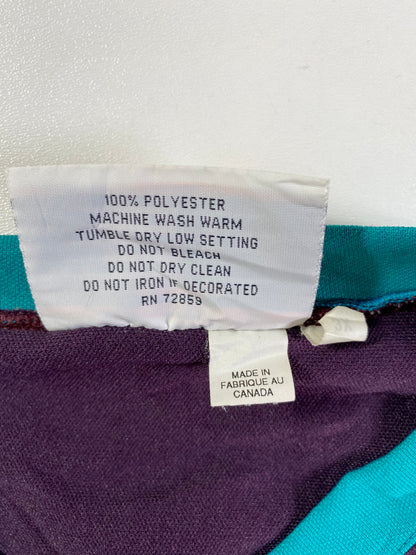 100% POLYESTER
MACHINE WASH WARM
TUMBLE DRY LOW SETTING
DO NOT BLEACH
DO NOT DRY CLEAN
DO NOT IRON IF DECORATED
RN 72859
MADE IN
FABRIQUE AU
CANADA